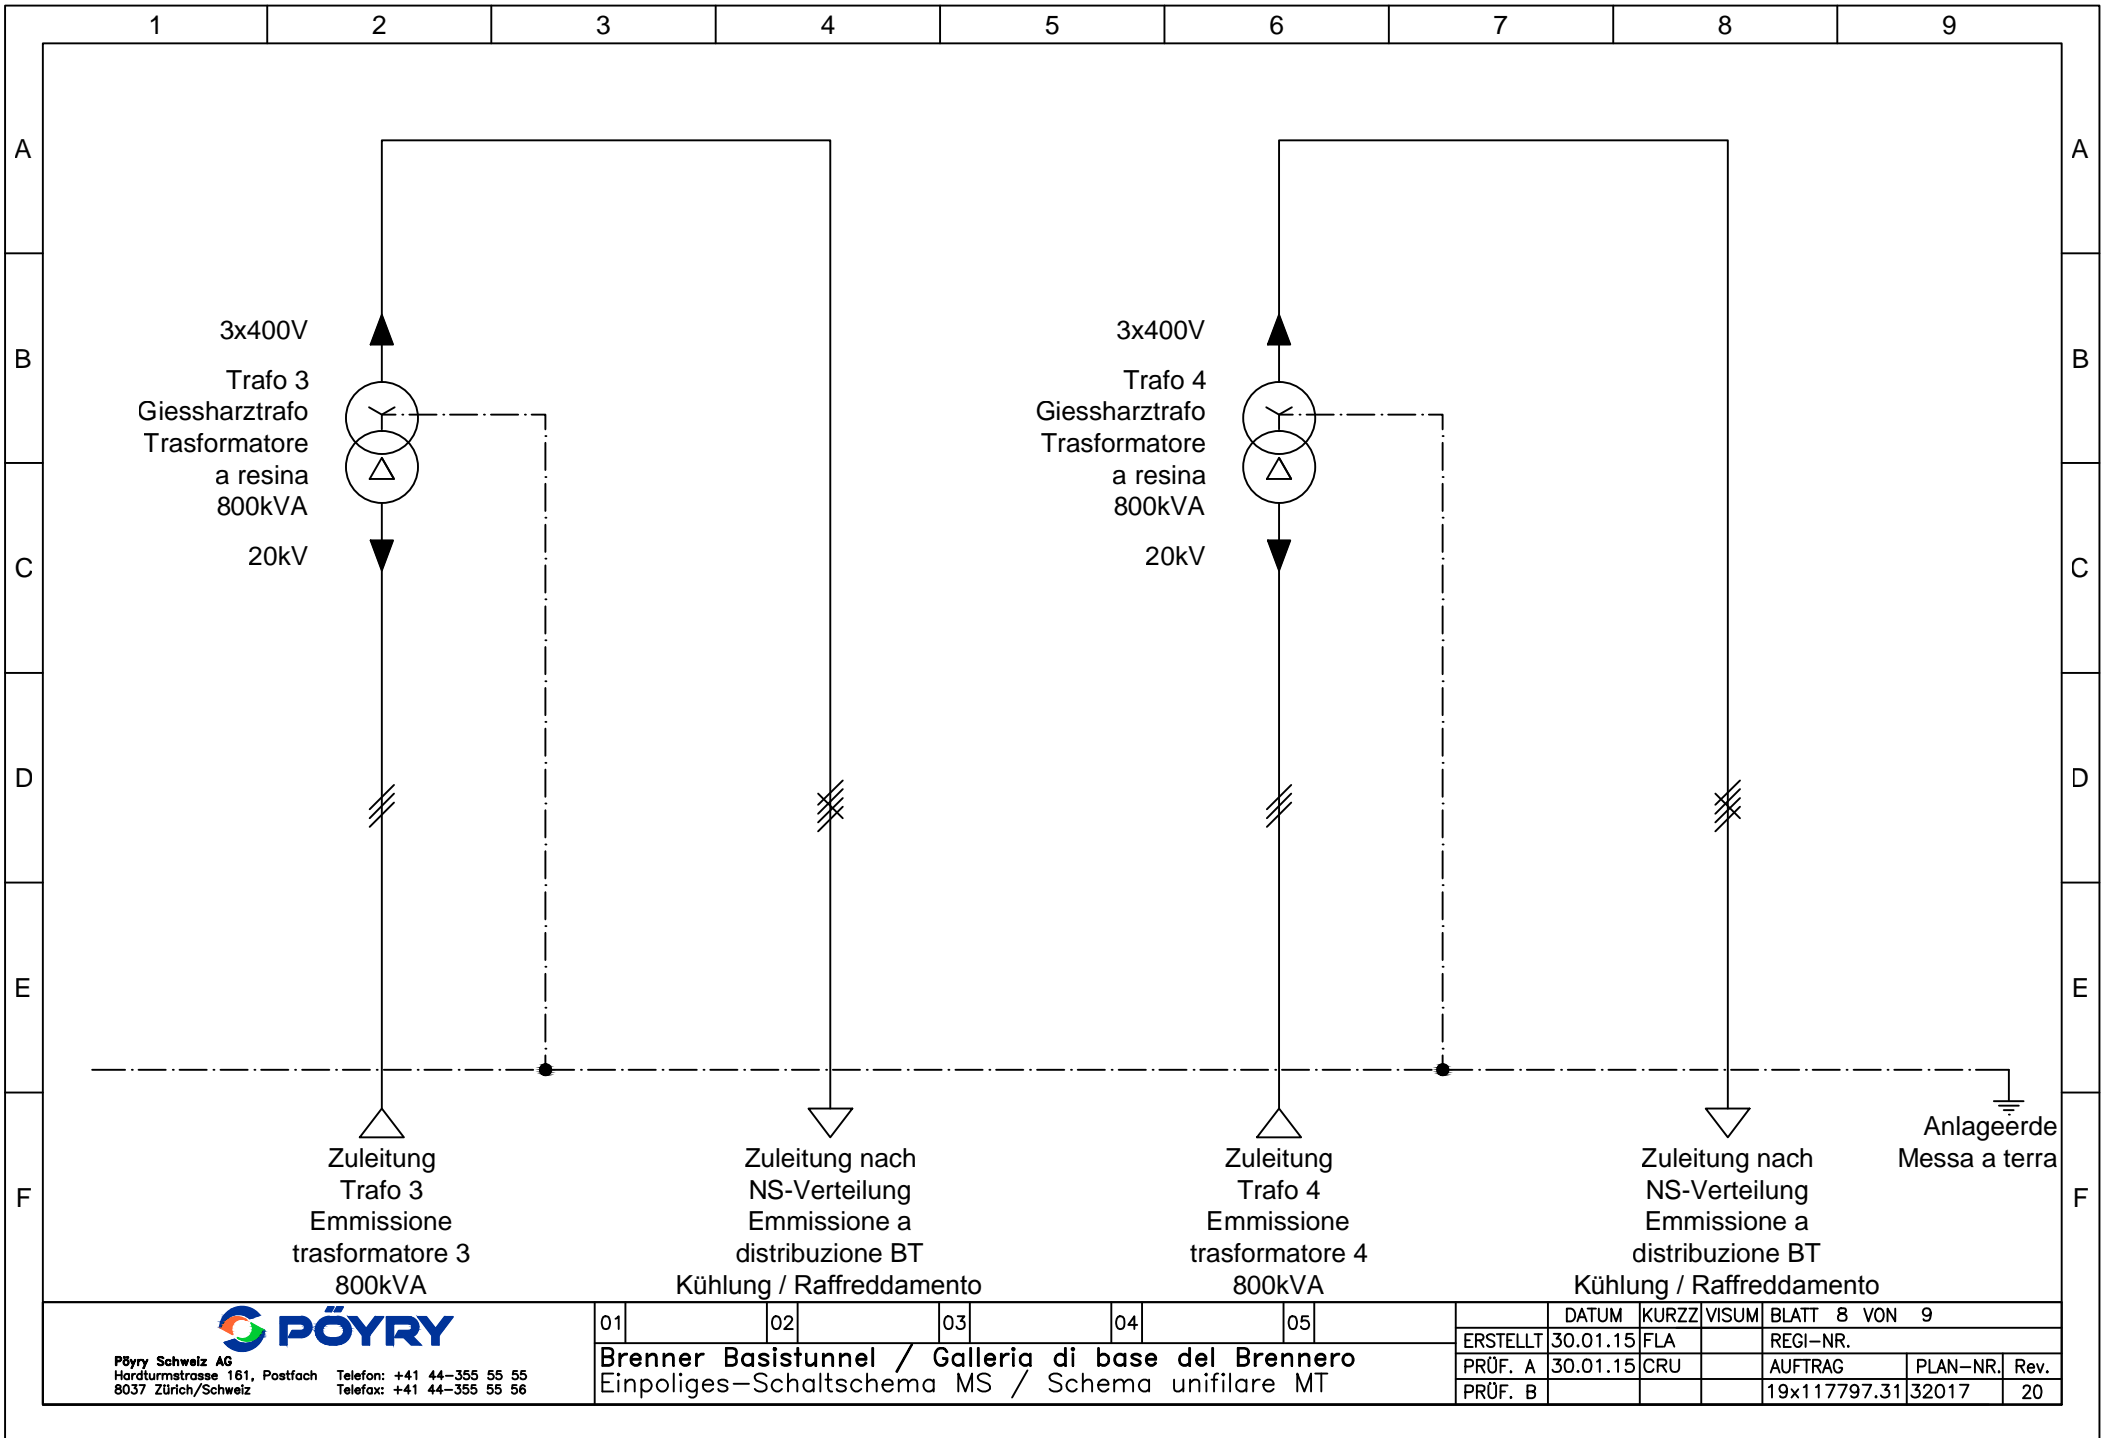 1 2 3 4 5 6 7 8 9
A A
B B
C C
D D
E E
F F
3x400V
Trafo 3
Giessharztrafo
Trasformatore
a resina
800kVA
20kV
3x400V
Trafo 4
Giessharztrafo
Trasformatore
a resina
800kVA
20kV
Zuleitung
Trafo 3
Emmissione
trasformatore 3
800kVA
Zuleitung nach
NS-Verteilung
Emmissione a
distribuzione BT
Kühlung / Raffreddamento
Zuleitung
Trafo 4
Emmissione
trasformatore 4
800kVA
Zuleitung nach
NS-Verteilung
Emmissione a
distribuzione BT
Kühlung / Raffreddamento
Anlageerde
Messa a terra
PÖYRY
Pöyry Schweiz AG
Hardturmstrasse 161, Postfach Telefon: +41 44-355 55 55
8037 Zürich/Schweiz Telefax: +41 44-355 55 56
01 02 03 04 05
Brenner Basistunnel / Galleria di base del Brennero
Einpoliges-Schaltschema MS / Schema unifilare MT
DATUM KURZZ VISUM BLATT 8 VON 9
ERSTELLT 30.01.15 FLA REGI-NR.
PRÜF. A 30.01.15 CRU AUFTRAG PLAN-NR. Rev.
PRÜF. B 19x117797.31 32017 20